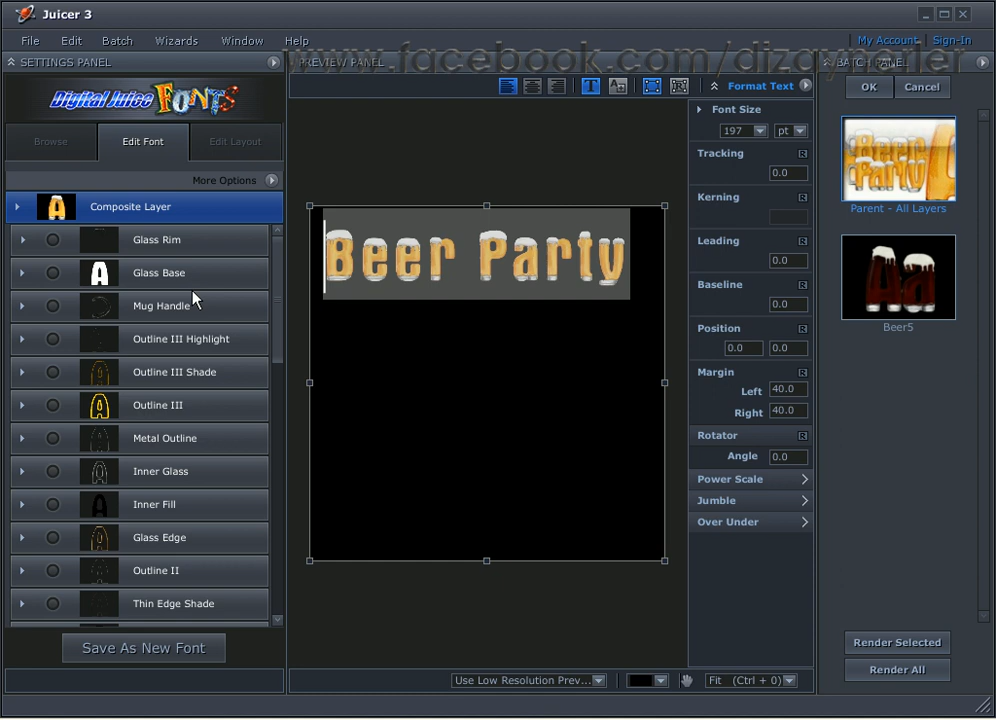 Juicer 3
File Edit Batch Wizards Window Help
My Account Sign-In
www.facebook.com/dizaynerler
SETTINGS PANEL
Digital Juice FONTS
Browse Edit Font Edit Layout
More Options
Composite Layer
Glass Rim
Glass Base
Mug Handle
Outline III Highlight
Outline III Shade
Outline III
Metal Outline
Inner Glass
Inner Fill
Glass Edge
Outline II
Thin Edge Shade
Save As New Font
PREVIEW PANEL
T
Format Text
Beer Party
Font Size
197 pt
Tracking R
0.0
Kerning R
Leading R
0.0
Baseline R
0.0
Position R
0.0 0.0
Margin R
Left 40.0
Right 40.0
Rotator R
Angle 0.0
Power Scale
Jumble
Over Under
Use Low Resolution Prev...
Fit (Ctrl + 0)
BATCH PANEL
OK Cancel
Beer
Party
Parent - All Layers
Aa
Beer5
Render Selected
Render All